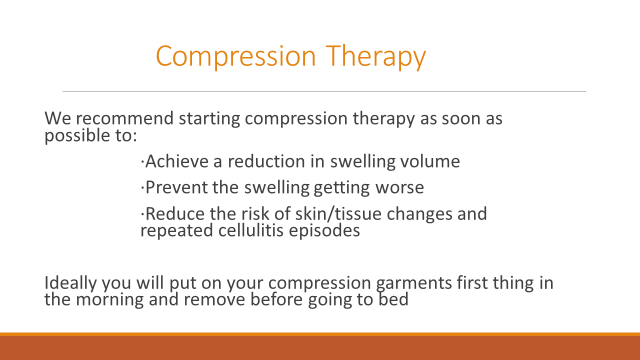 Compression Therapy
We recommend starting compression therapy as soon as
possible to:
·Achieve a reduction in swelling volume
·Prevent the swelling getting worse
·Reduce the risk of skin/tissue changes and
repeated cellulitis episodes
Ideally you will put on your compression garments first thing in
the morning and remove before going to bed